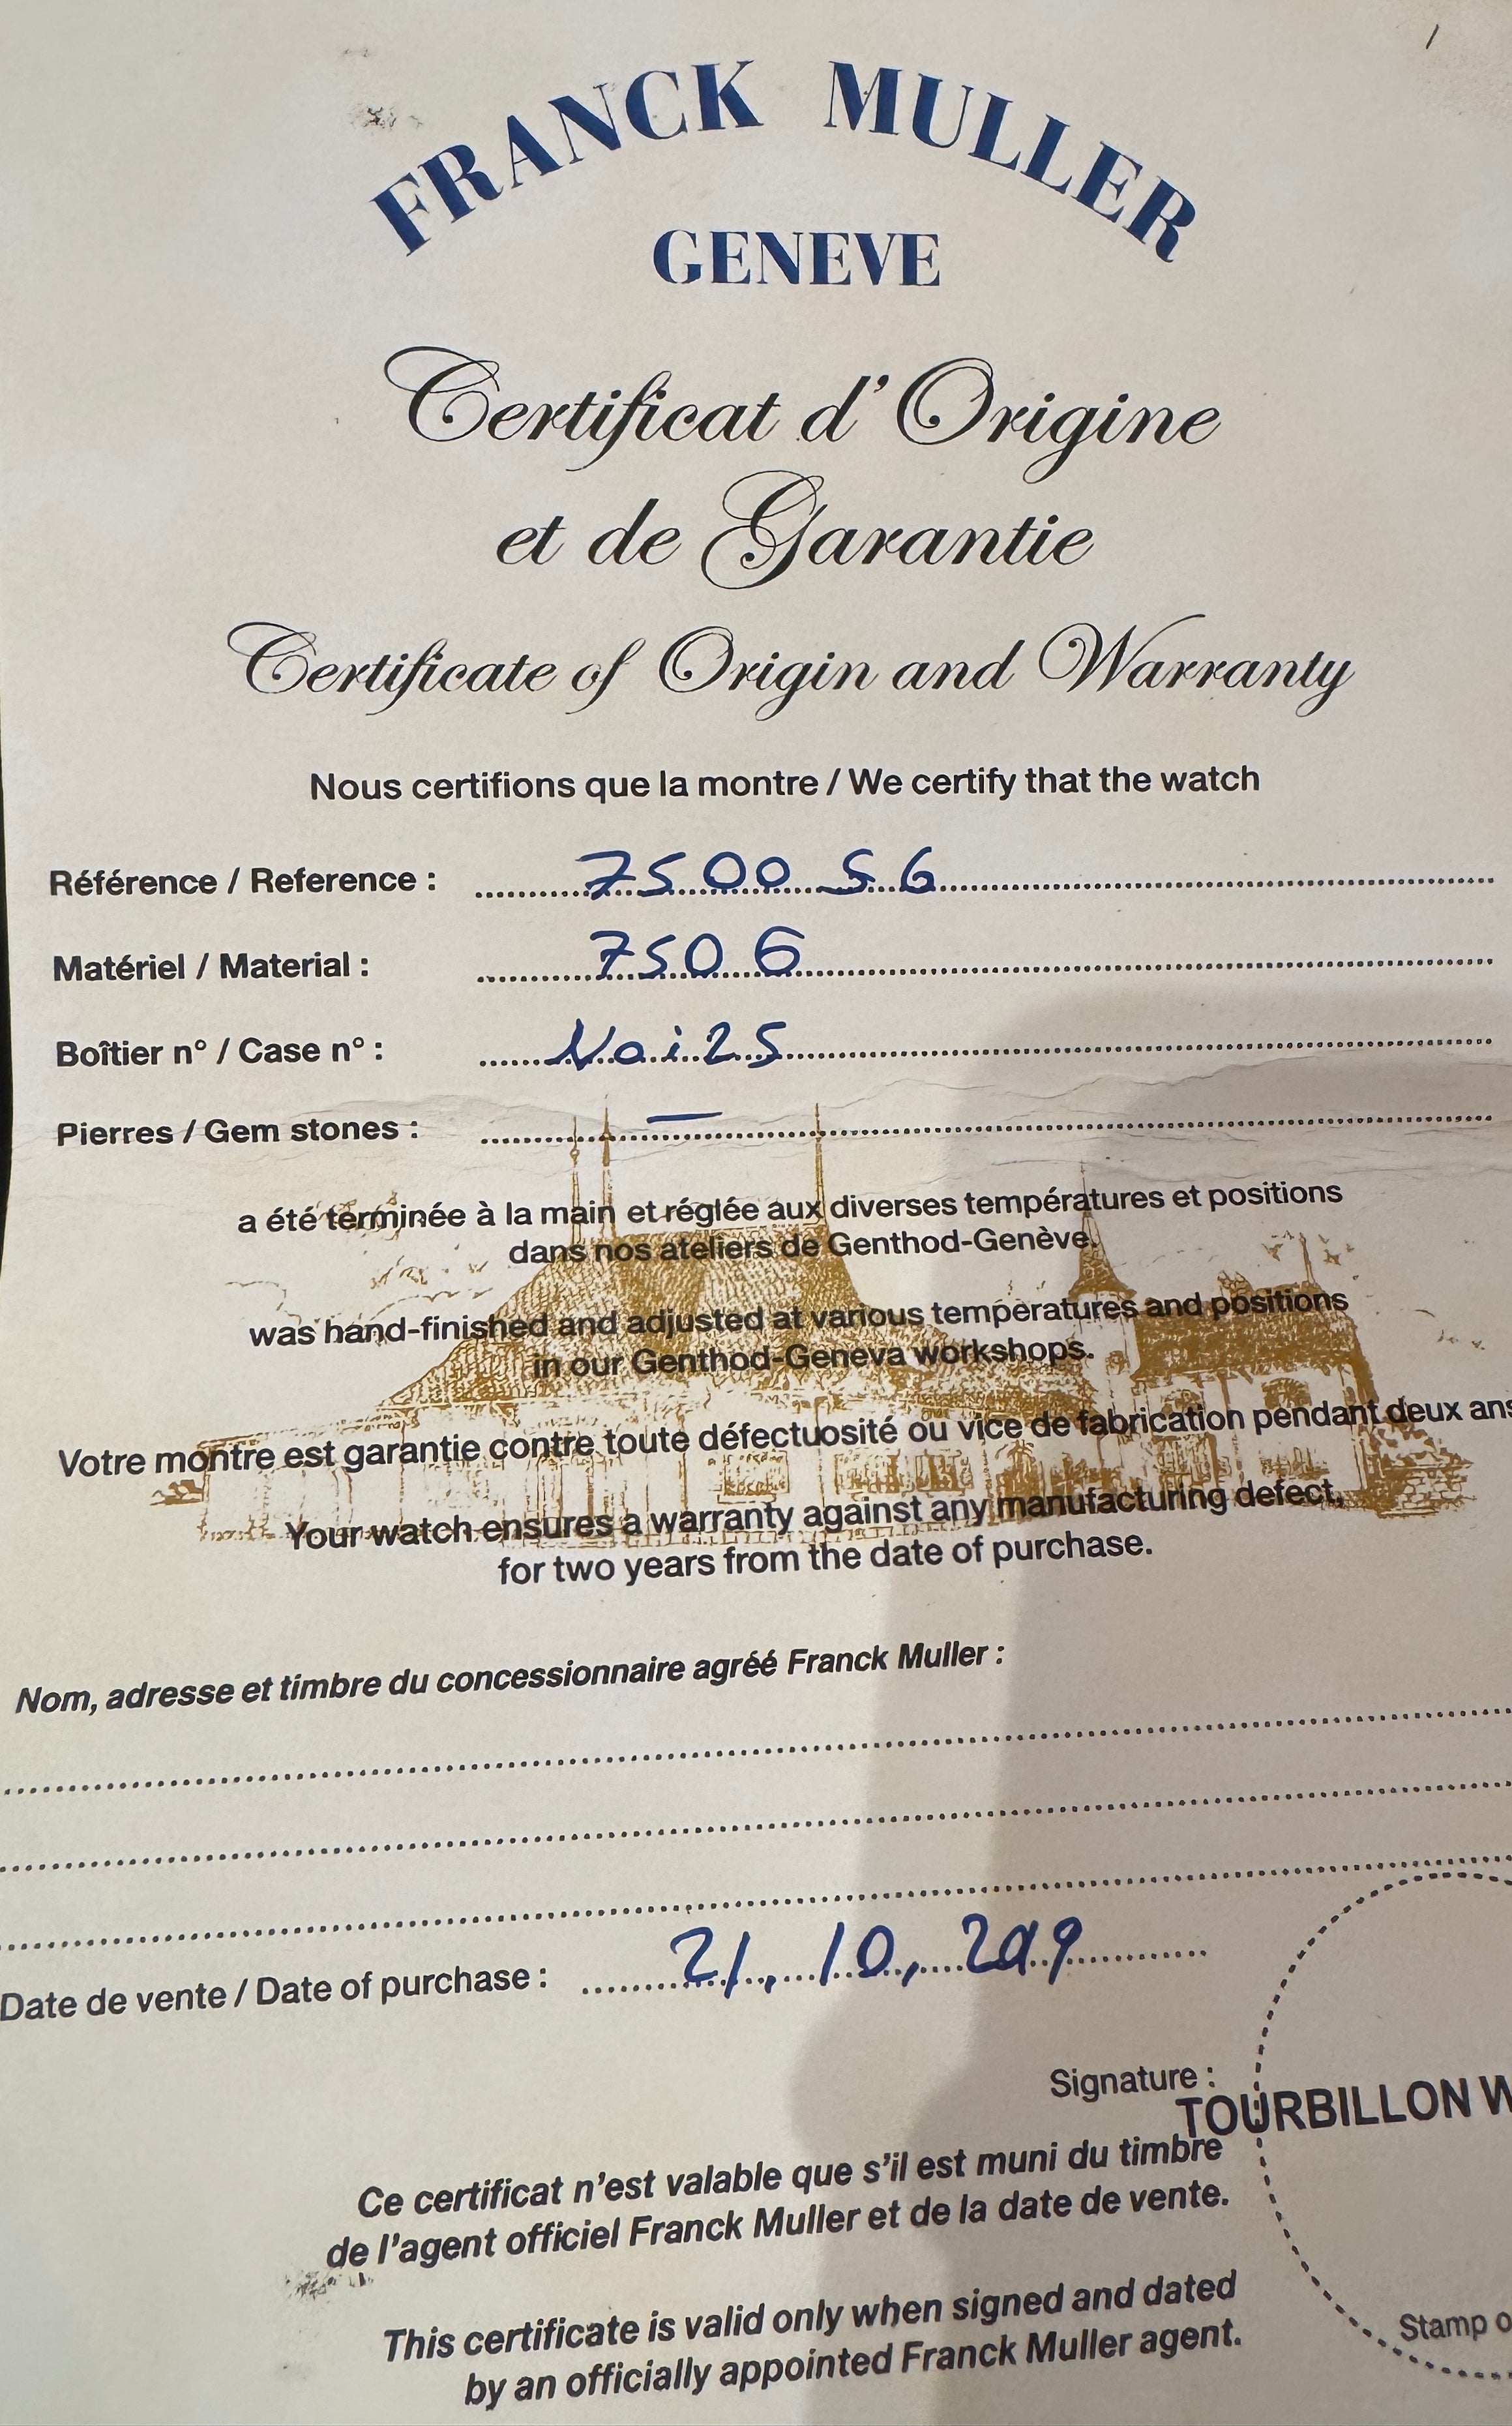 FRANCK MULLER
GENEVE
Certificat d'Origine
et de Garantie
Certificate of Origin and Warranty
Nous certifions que la montre / We certify that the watch
Référence / Reference : 7500 S6
Matériel / Material : 750 G
Boîtier n° / Case n° :
Pierres / Gem stones : —
a été terminée à la main et réglée aux diverses températures et positions
dans nos ateliers de Genthod-Genève.
was hand-finished and adjusted at various temperatures and positions
in our Genthod-Geneva workshops.
Votre montre est garantie contre toute défectuosité ou vice de fabrication pendant deux ans
Your watch ensures a warranty against any manufacturing defect,
for two years from the date of purchase.
Nom, adresse et timbre du concessionnaire agréé Franck Muller :
Date de vente / Date of purchase : 21, 10,
Signature :
TOURBILLON W
Ce certificat n'est valable que s'il est muni du timbre
de l'agent officiel Franck Muller et de la date de vente.
This certificate is valid only when signed and dated
by an officially appointed Franck Muller agent.
Stamp o